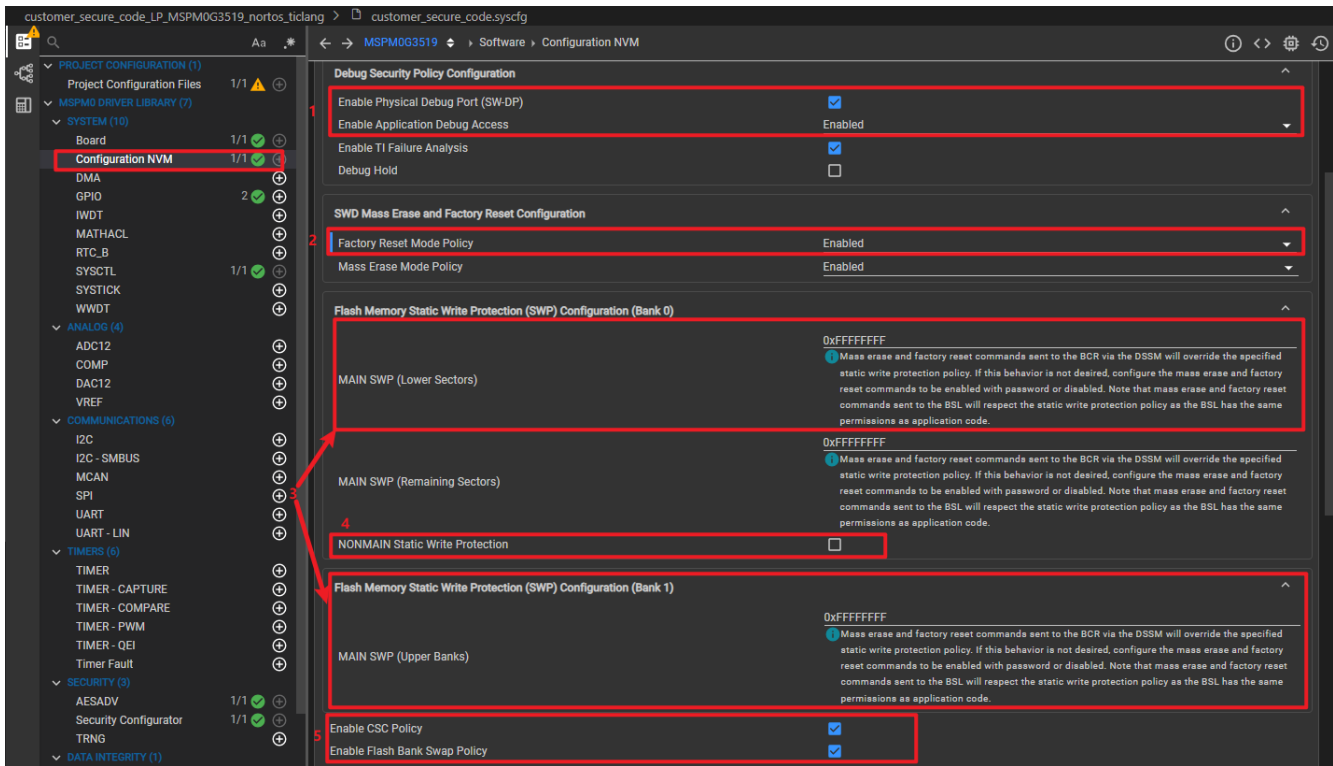 customer_secure_code_LP_MSPM0G3519_nortos_ticlang > customer_secure_code.syscfg
Aa .*
← → MSPM0G3519 > Software > Configuration NVM
PROJECT CONFIGURATION (1)
Project Configuration Files 1/1
MSPM0 DRIVER LIBRARY (7)
SYSTEM (10)
Board 1/1
Configuration NVM 1/1
DMA
GPIO 2
IWDT
MATHACL
RTC_B
SYSCTL 1/1
SYSTICK
WWDT
ANALOG (4)
ADC12
COMP
DAC12
VREF
COMMUNICATIONS (6)
I2C
I2C - SMBUS
MCAN
SPI
UART
UART - LIN
TIMERS (6)
TIMER
TIMER - CAPTURE
TIMER - COMPARE
TIMER - PWM
TIMER - QEI
Timer Fault
SECURITY (3)
AESADV 1/1
Security Configurator 1/1
TRNG
DATA INTEGRITY (1)
Debug Security Policy Configuration
1
Enable Physical Debug Port (SW-DP)
Enable Application Debug Access Enabled
Enable TI Failure Analysis
Debug Hold
SWD Mass Erase and Factory Reset Configuration
2
Factory Reset Mode Policy Enabled
Mass Erase Mode Policy Enabled
Flash Memory Static Write Protection (SWP) Configuration (Bank 0)
0xFFFFFFFF
MAIN SWP (Lower Sectors)
Mass erase and factory reset commands sent to the BCR via the DSSM will override the specified
static write protection policy. If this behavior is not desired, configure the mass erase and factory
reset commands to be enabled with password or disabled. Note that mass erase and factory reset
commands sent to the BSL will respect the static write protection policy as the BSL has the same
permissions as application code.
0xFFFFFFFF
MAIN SWP (Remaining Sectors)
Mass erase and factory reset commands sent to the BCR via the DSSM will override the specified
static write protection policy. If this behavior is not desired, configure the mass erase and factory
reset commands to be enabled with password or disabled. Note that mass erase and factory reset
commands sent to the BSL will respect the static write protection policy as the BSL has the same
permissions as application code.
3
4
NONMAIN Static Write Protection
Flash Memory Static Write Protection (SWP) Configuration (Bank 1)
0xFFFFFFFF
MAIN SWP (Upper Banks)
Mass erase and factory reset commands sent to the BCR via the DSSM will override the specified
static write protection policy. If this behavior is not desired, configure the mass erase and factory
reset commands to be enabled with password or disabled. Note that mass erase and factory reset
commands sent to the BSL will respect the static write protection policy as the BSL has the same
permissions as application code.
5
Enable CSC Policy
Enable Flash Bank Swap Policy